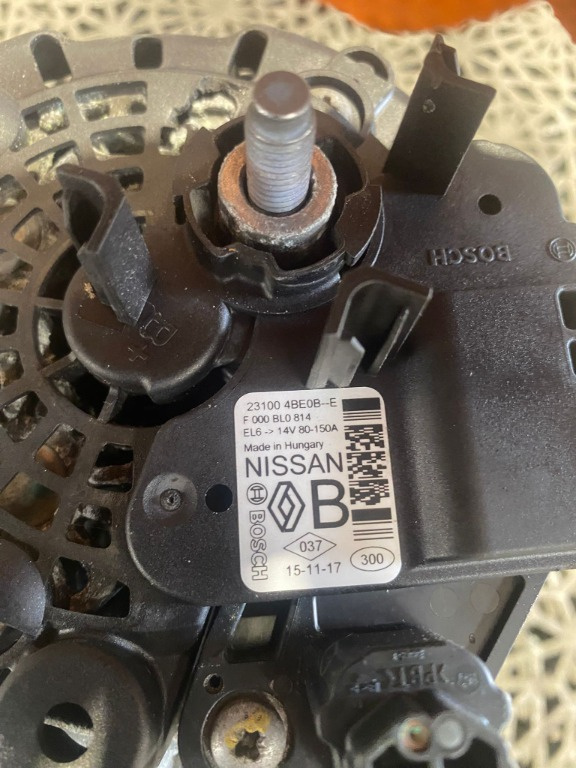 BOSCH
B+
23100 4BE0B--E
F 000 BL0 814
EL6 -> 14V 80-150A
Made in Hungary
NISSAN
BOSCH
B
037
15-11-17
300